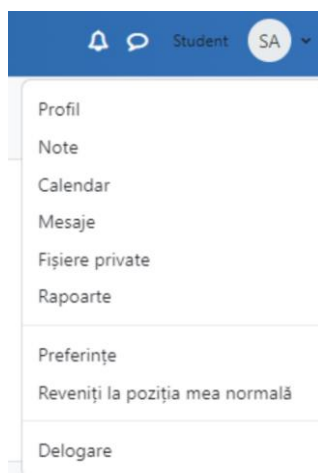 Student SA
Profil
Note
Calendar
Mesaje
Fișiere private
Rapoarte
Preferințe
Reveniți la poziția mea normală
Delogare